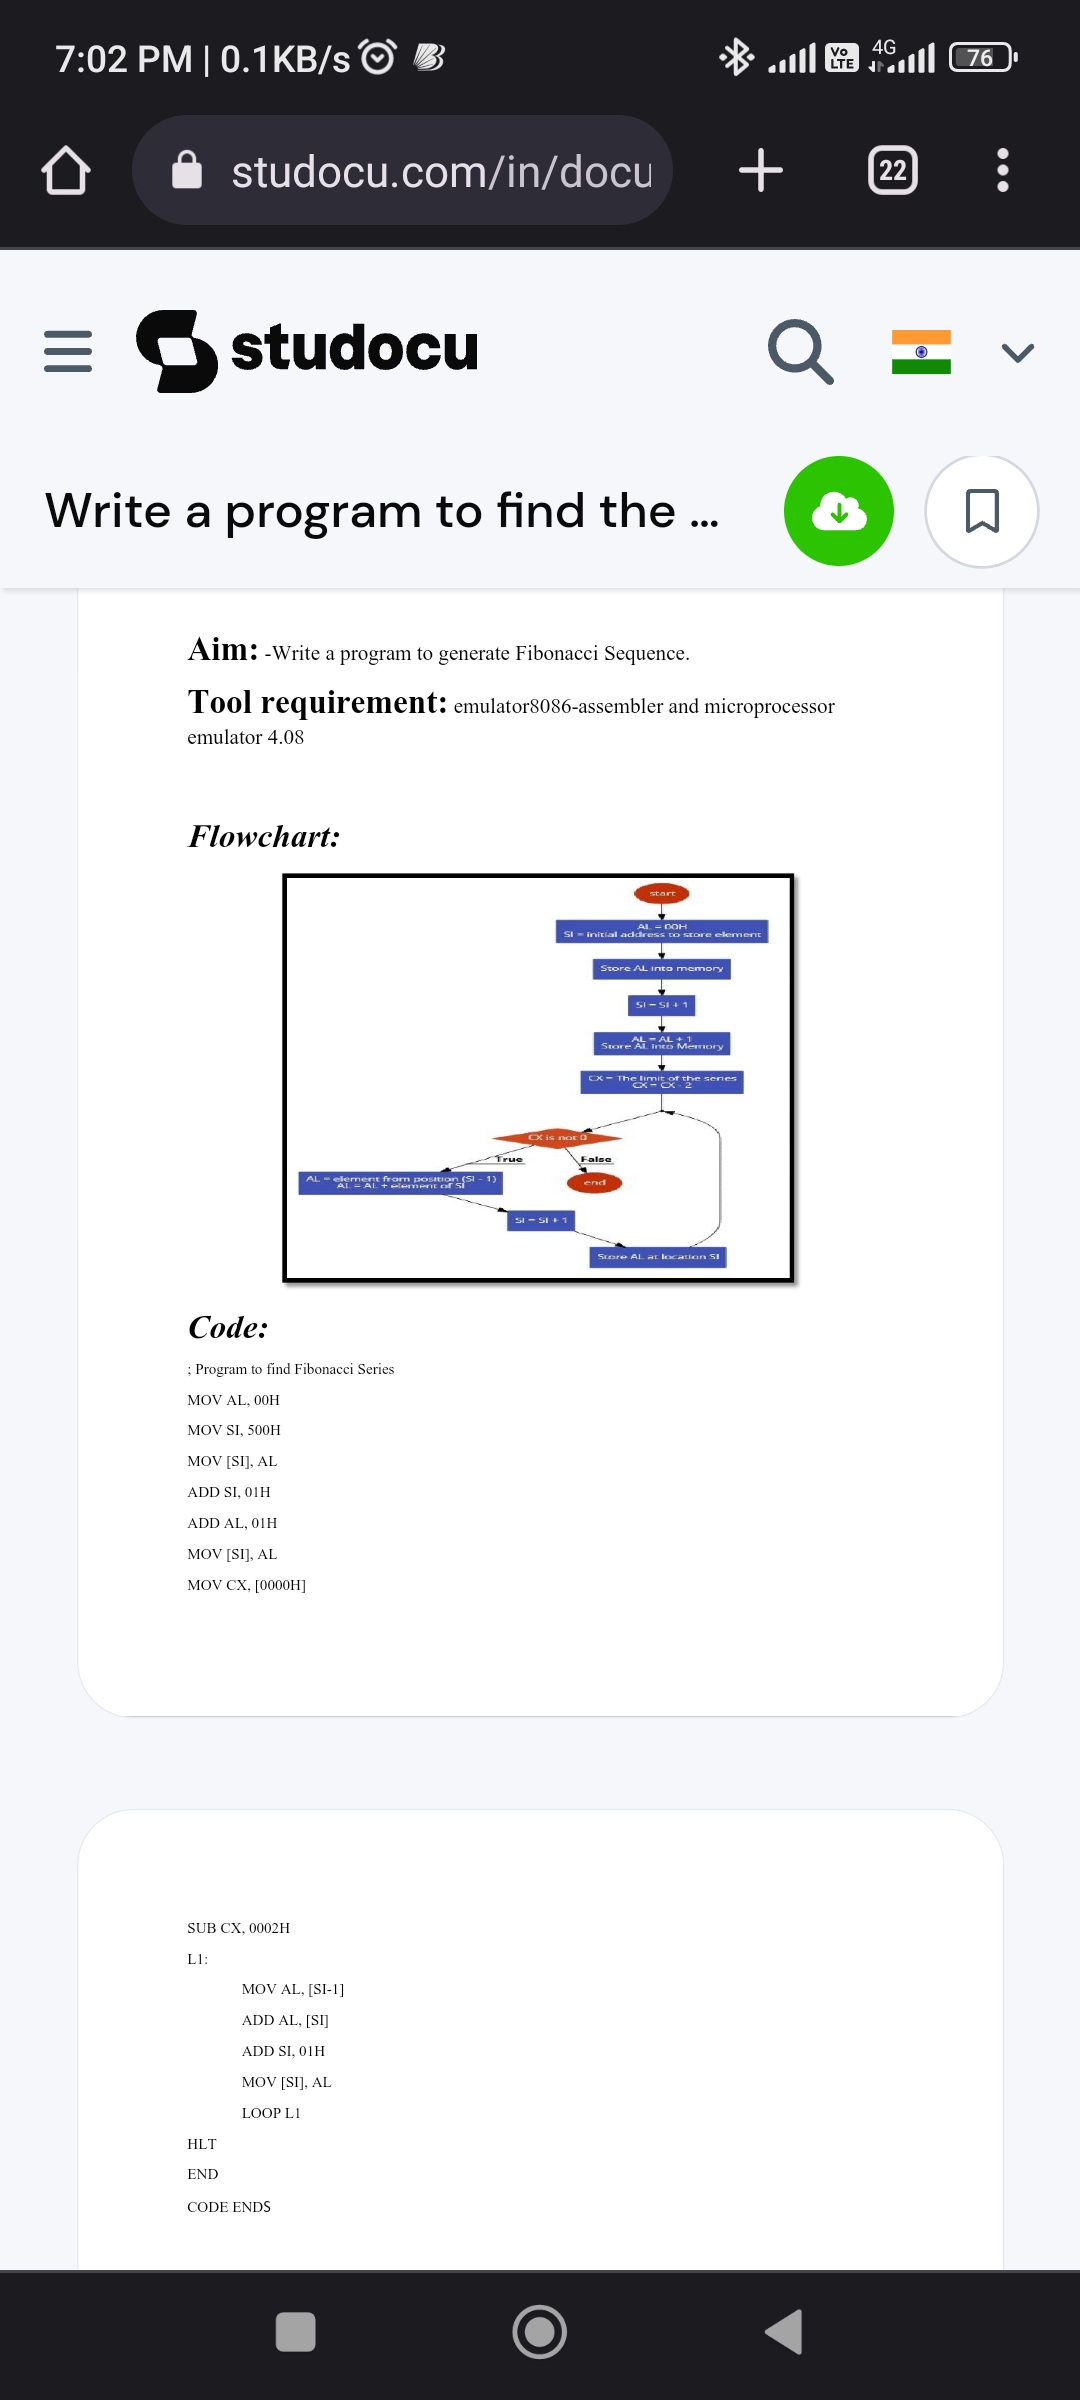 7:02 PM | 0.1KB/s
Vo LTE 4G 76
studocu.com/in/docu
22
studocu
Write a program to find the ...
Aim: -Write a program to generate Fibonacci Sequence.
Tool requirement: emulator8086-assembler and microprocessor
emulator 4.08
Flowchart:
start
AL = 00H
SI = initial address to store element
Store AL into memory
SI = SI + 1
AL = AL + 1
Store AL into Memory
CX = The limit of the series
CX = CX - 2
CX is not 0
True
False
AL = element from position (SI - 1)
AL = AL + element of SI
end
SI = SI + 1
Store AL at location SI
Code:
; Program to find Fibonacci Series
MOV AL, 00H
MOV SI, 500H
MOV [SI], AL
ADD SI, 01H
ADD AL, 01H
MOV [SI], AL
MOV CX, [0000H]
SUB CX, 0002H
L1:
MOV AL, [SI-1]
ADD AL, [SI]
ADD SI, 01H
MOV [SI], AL
LOOP L1
HLT
END
CODE ENDS